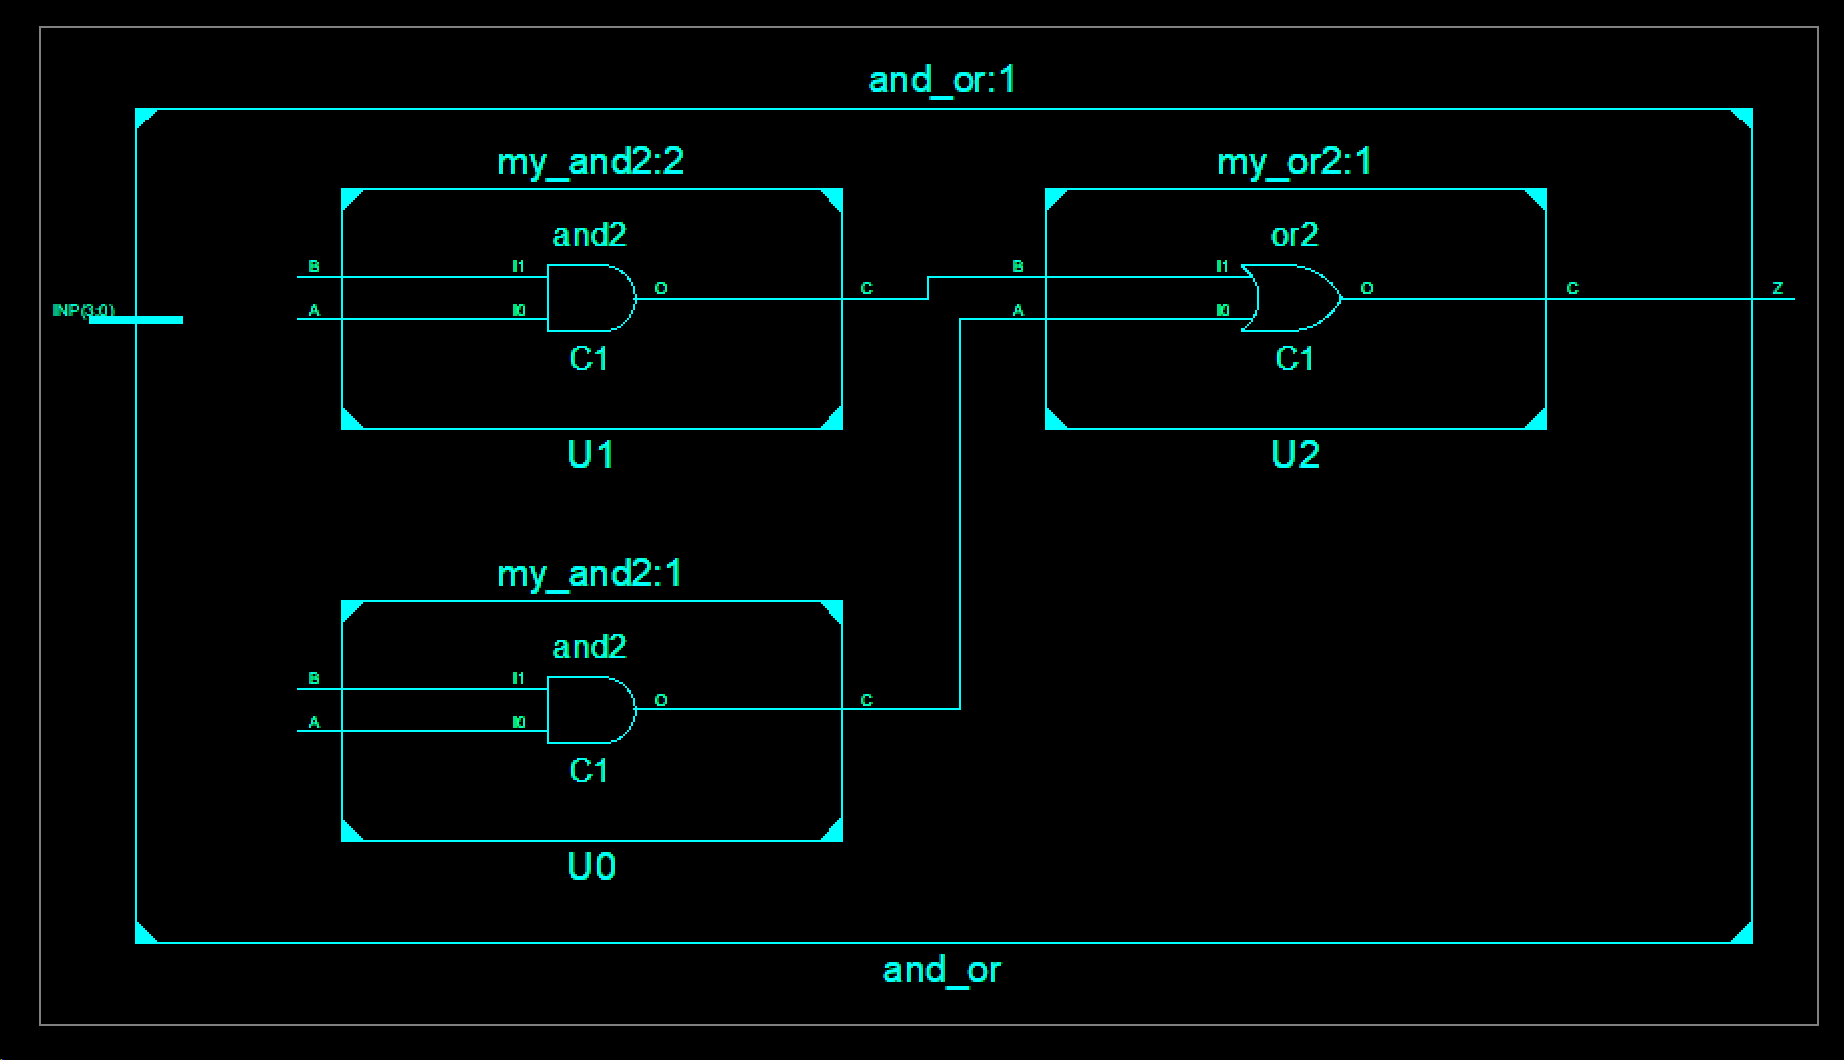 and_or:1
my_and2:2
my_or2:1
and2
or2
B I1 O C
B I1 O C Z
INP(3:0)
A I0
A I0
C1
C1
U1
U2
my_and2:1
and2
B I1 O C
A I0
C1
U0
and_or